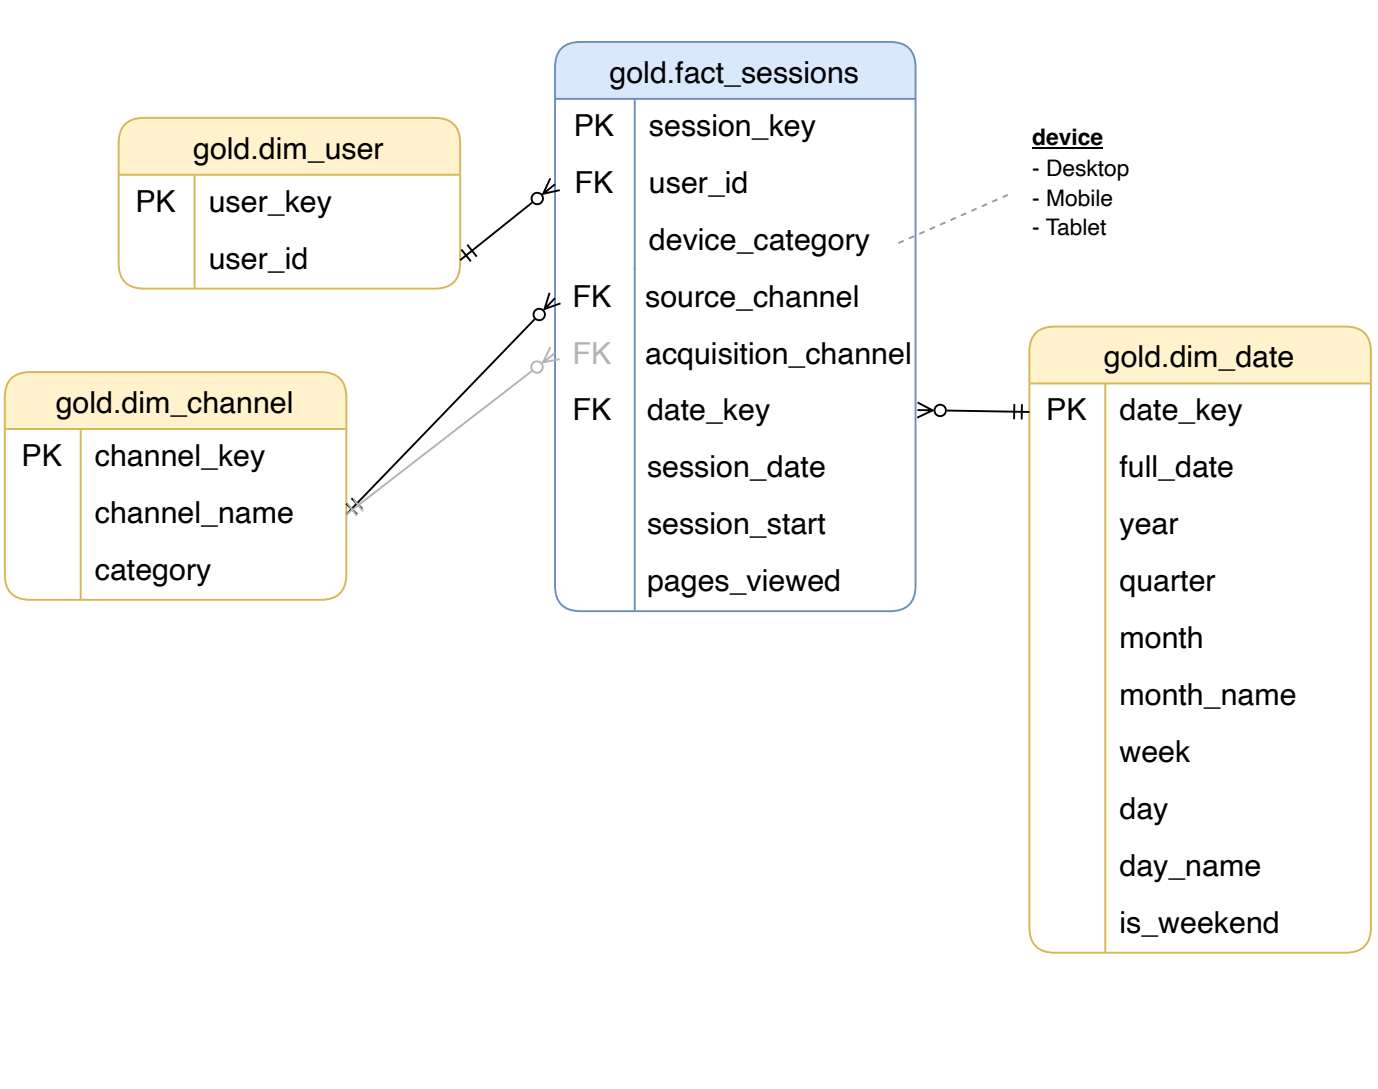 gold.fact_sessions
PK session_key
FK user_id
device_category
FK source_channel
FK acquisition_channel
FK date_key
session_date
session_start
pages_viewed
gold.dim_user
PK user_key
user_id
gold.dim_channel
PK channel_key
channel_name
category
device
- Desktop
- Mobile
- Tablet
gold.dim_date
PK date_key
full_date
year
quarter
month
month_name
week
day
day_name
is_weekend